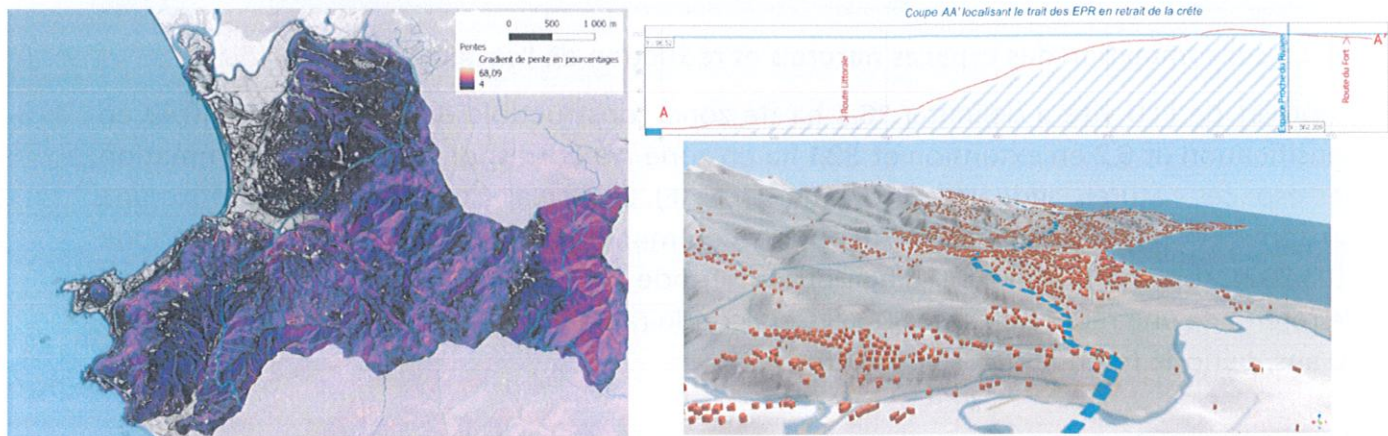 0 500 1 000 m
Pentes
Gradient de pente en pourcentages
68,09
4
Coupe AA' localisant le trait des EPR en retrait de la crête
A
Route Littorale
Espace Proche du Rivage
Route du Fort
A'